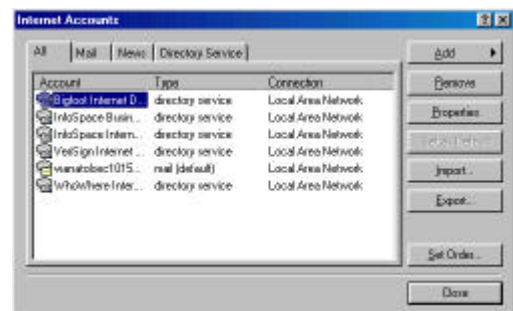 Internet Accounts
All Mail News Directory Service
Add
Remove
Properties
Import...
Export...
Set Order...
Close
Account Type Connection
Bigfoot Internet D... directory service Local Area Network
InfoSpace Busin... directory service Local Area Network
InfoSpace Intern... directory service Local Area Network
VeriSign Internet ... directory service Local Area Network
mail (default) Local Area Network
WhoWhere Inter... directory service Local Area Network